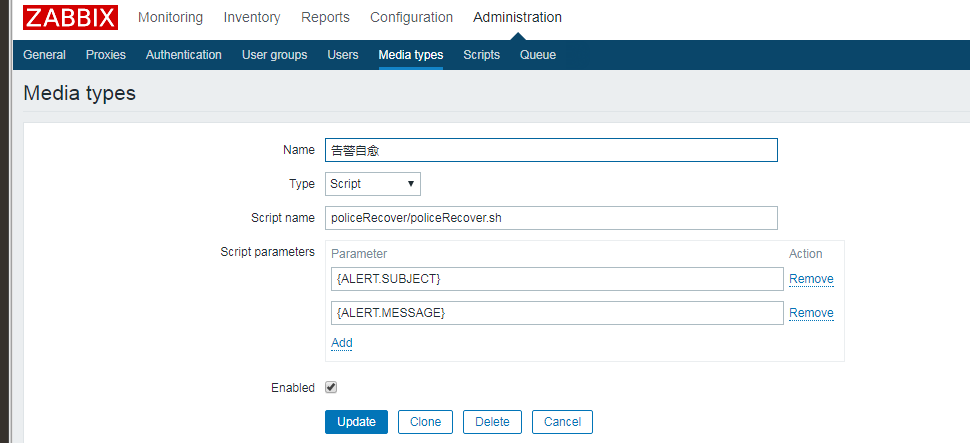 ZABBIX Monitoring Inventory Reports Configuration Administration
General Proxies Authentication User groups Users Media types Scripts Queue
Media types
Name 告警自愈
Type Script
Script name policeRecover/policeRecover.sh
Script parameters Parameter Action
{ALERT.SUBJECT} Remove
{ALERT.MESSAGE} Remove
Add
Enabled
Update Clone Delete Cancel